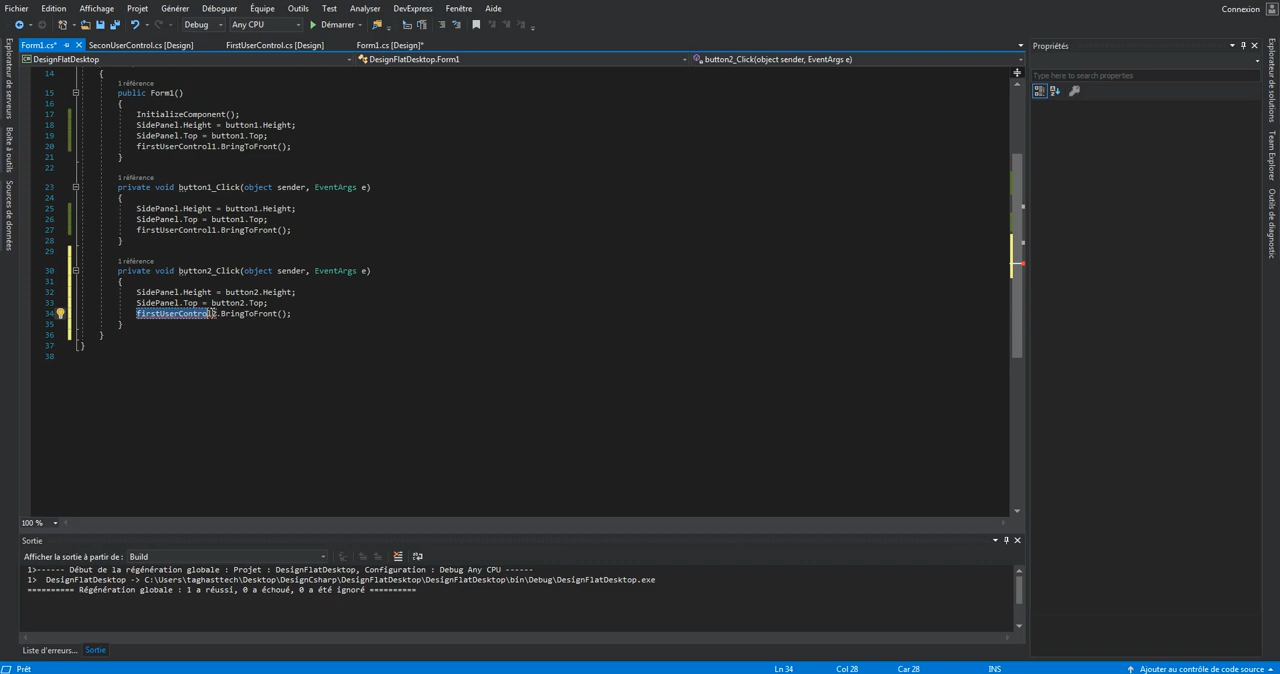 Fichier Edition Affichage Projet Générer Déboguer Équipe Outils Test Analyser DevExpress Fenêtre Aide Connexion
Debug Any CPU Démarrer
Form1.cs* SeconUserControl.cs [Design] FirstUserControl.cs [Design] Form1.cs [Design]*
DesignFlatDesktop DesignFlatDesktop.Form1 button2_Click(object sender, EventArgs e)
14 {
1 référence
15 public Form1()
16 {
17 InitializeComponent();
18 SidePanel.Height = button1.Height;
19 SidePanel.Top = button1.Top;
20 firstUserControl1.BringToFront();
21 }
22
1 référence
23 private void button1_Click(object sender, EventArgs e)
24 {
25 SidePanel.Height = button1.Height;
26 SidePanel.Top = button1.Top;
27 firstUserControl1.BringToFront();
28 }
29
1 référence
30 private void button2_Click(object sender, EventArgs e)
31 {
32 SidePanel.Height = button2.Height;
33 SidePanel.Top = button2.Top;
34 firstUserControl2.BringToFront();
35 }
36 }
37 }
38
100 %
Sortie
Afficher la sortie à partir de : Build
1>------ Début de la régénération globale : Projet : DesignFlatDesktop, Configuration : Debug Any CPU ------
1> DesignFlatDesktop -> C:\Users\taghasttech\Desktop\DesignCsharp\DesignFlatDesktop\DesignFlatDesktop\bin\Debug\DesignFlatDesktop.exe
========== Régénération globale : 1 a réussi, 0 a échoué, 0 a été ignoré ==========
Liste d'erreurs... Sortie
Prêt Ln 34 Col 28 Car 28 INS Ajouter au contrôle de code source
Explorateur de serveurs
Boîte à outils
Sources de données
Propriétés
Type here to search properties
Explorateur de solutions
Team Explorer
Outils de diagnostic